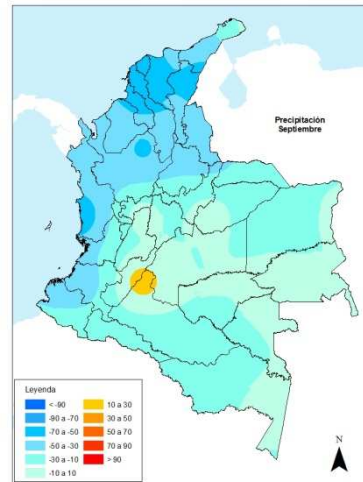 Precipitación
Septiembre
Leyenda
< -90
-90 a -70
-70 a -50
-50 a -30
-30 a -10
-10 a 10
10 a 30
30 a 50
50 a 70
70 a 90
> 90
N